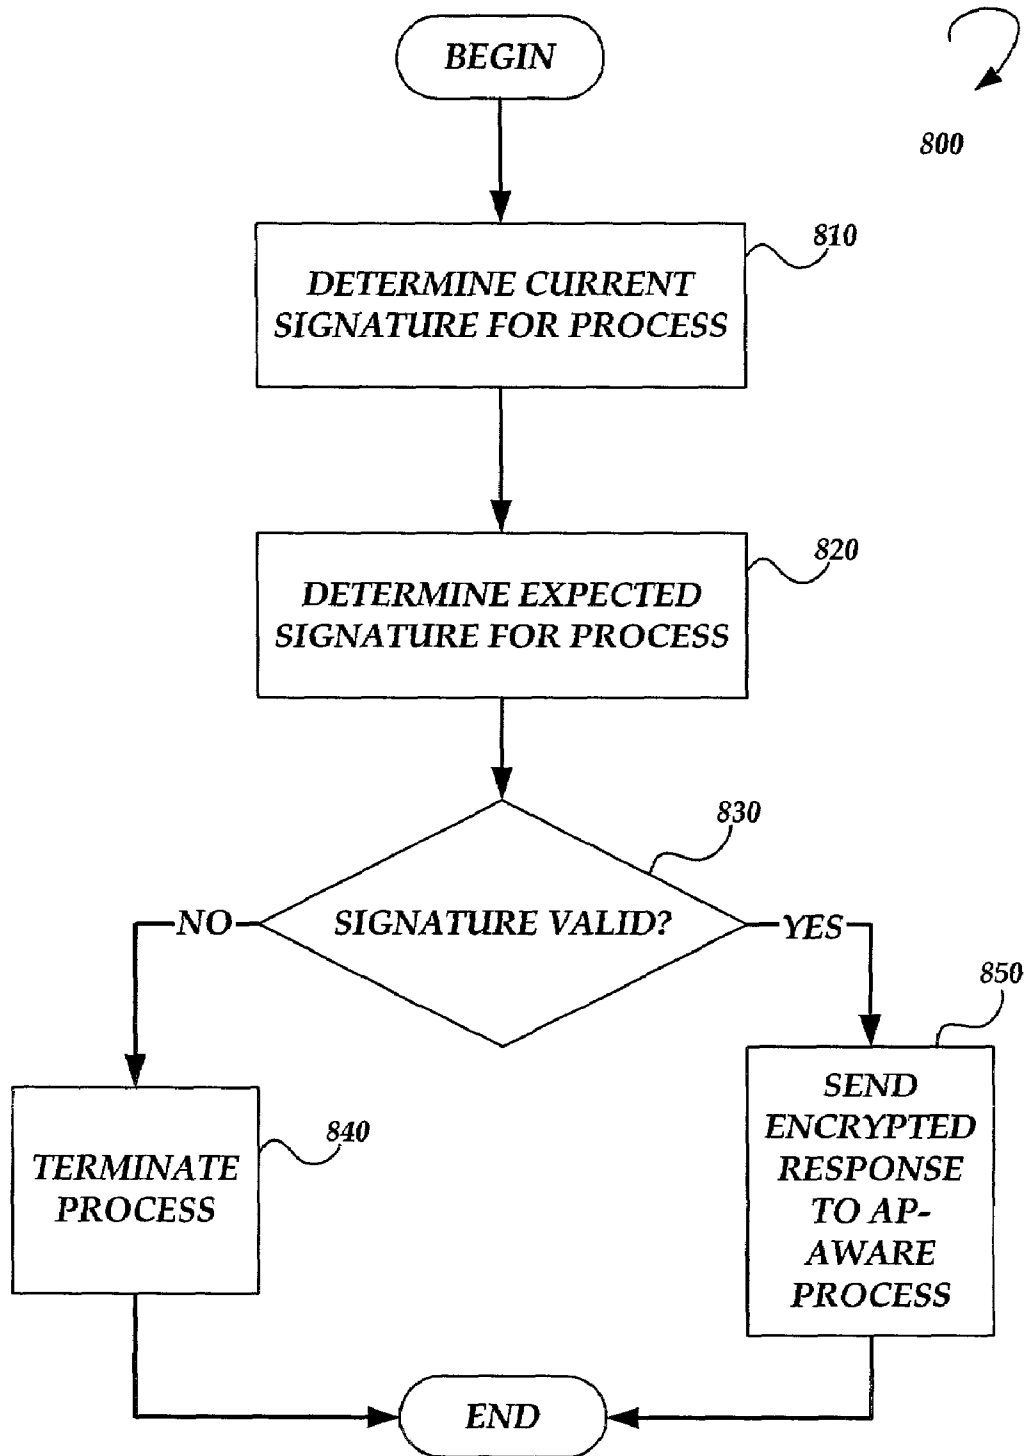 BEGIN
800
810
DETERMINE CURRENT
SIGNATURE FOR PROCESS
820
DETERMINE EXPECTED
SIGNATURE FOR PROCESS
830
SIGNATURE VALID?
NO
YES
840
TERMINATE
PROCESS
850
SEND
ENCRYPTED
RESPONSE
TO AP-
AWARE
PROCESS
END